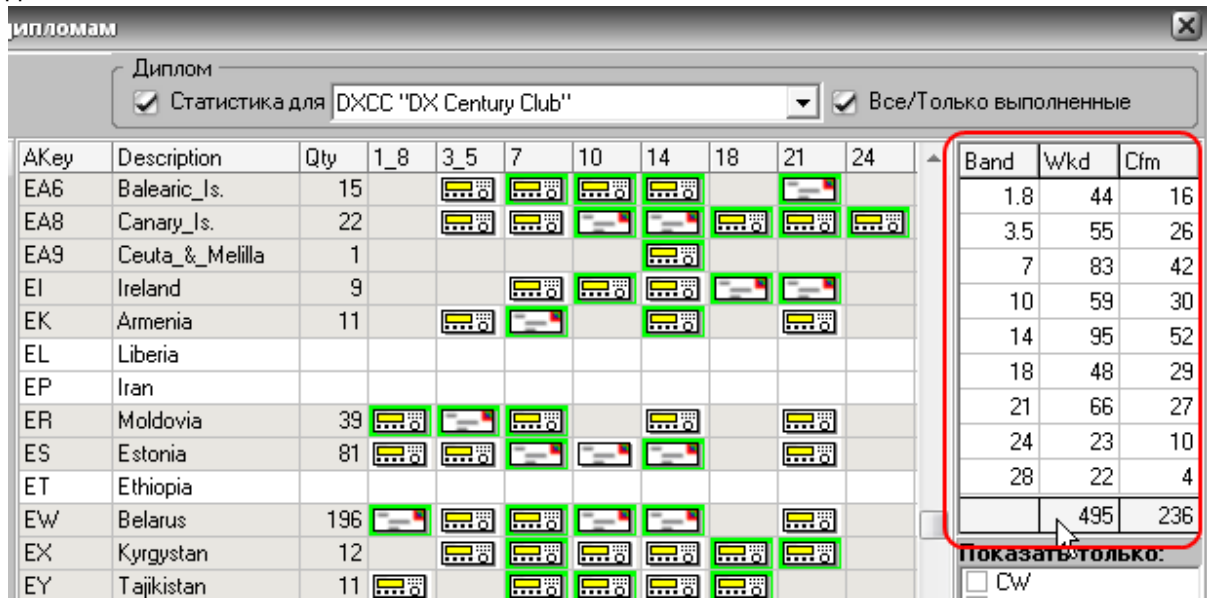 дипломам
Диплом
Статистика для DXCC "DX Century Club" Все/Только выполненные
AKey Description Qty 1_8 3_5 7 10 14 18 21 24
EA6 Balearic_Is. 15
EA8 Canary_Is. 22
EA9 Ceuta_&_Melilla 1
EI Ireland 9
EK Armenia 11
EL Liberia
EP Iran
ER Moldovia 39
ES Estonia 81
ET Ethiopia
EW Belarus 196
EX Kyrgystan 12
EY Tajikistan 11
Band Wkd Cfm
1.8 44 16
3.5 55 26
7 83 42
10 59 30
14 95 52
18 48 29
21 66 27
24 23 10
28 22 4
495 236
Показать только:
CW